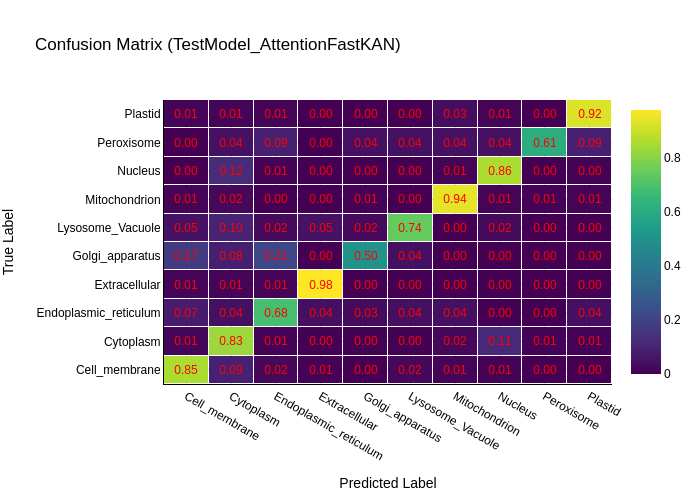 Confusion Matrix (TestModel_AttentionFastKAN)
Plastid 0.01 0.01 0.01 0.00 0.00 0.00 0.03 0.01 0.00 0.92
Peroxisome 0.00 0.04 0.09 0.00 0.04 0.04 0.04 0.04 0.61 0.09
0.8
Nucleus 0.00 0.12 0.01 0.00 0.00 0.00 0.01 0.86 0.00 0.00
Mitochondrion 0.01 0.02 0.00 0.00 0.01 0.00 0.94 0.01 0.01 0.01
0.6
Lysosome_Vacuole 0.05 0.10 0.02 0.05 0.02 0.74 0.00 0.02 0.00 0.00
Golgi_apparatus 0.08 0.00 0.50 0.04 0.00 0.00 0.00 0.00
0.4
Extracellular 0.01 0.01 0.01 0.98 0.00 0.00 0.00 0.00 0.00 0.00
Endoplasmic_reticulum 0.07 0.04 0.68 0.04 0.03 0.04 0.04 0.00 0.00 0.04
0.2
Cytoplasm 0.01 0.83 0.01 0.00 0.00 0.00 0.02 0.11 0.01 0.01
Cell_membrane 0.85 0.09 0.02 0.01 0.00 0.02 0.01 0.01 0.00 0.00
0
True Label
Cell_membrane
Cytoplasm
Endoplasmic_reticulum
Extracellular
Golgi_apparatus
Lysosome_Vacuole
Mitochondrion
Nucleus
Peroxisome
Plastid
Predicted Label